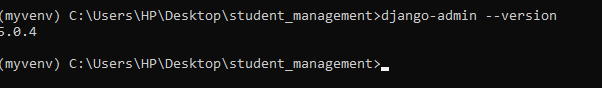 (myvenv) C:\Users\HP\Desktop\student_management>django-admin --version
5.0.4
(myvenv) C:\Users\HP\Desktop\student_management>